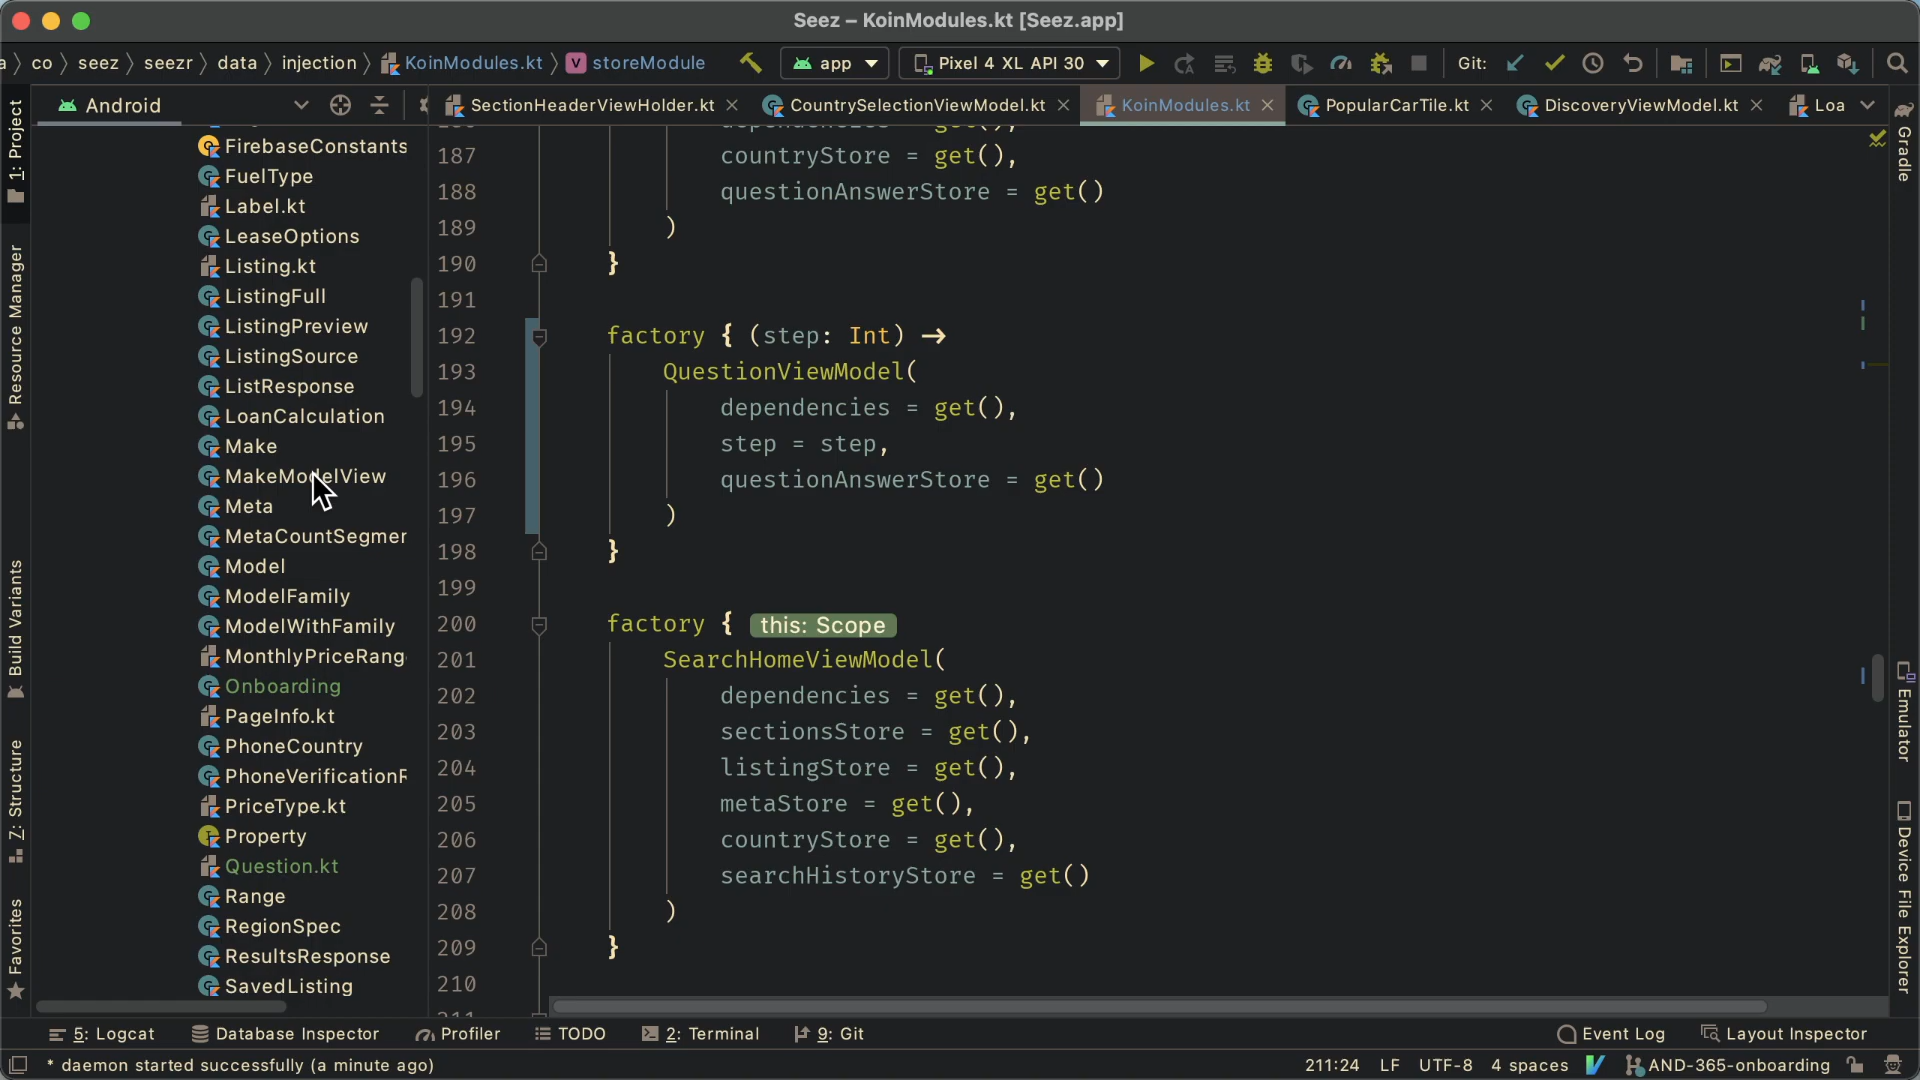 Seez – KoinModules.kt [Seez.app]
a 〉 co 〉 seez 〉 seezr 〉 data 〉 injection 〉 KoinModules.kt 〉 V storeModule
app
Pixel 4 XL API 30
Git:
Android
SectionHeaderViewHolder.kt
CountrySelectionViewModel.kt
KoinModules.kt
PopularCarTile.kt
DiscoveryViewModel.kt
Loa
1: Project
Resource Manager
Build Variants
7: Structure
Favorites
FirebaseConstants
FuelType
Label.kt
LeaseOptions
Listing.kt
ListingFull
ListingPreview
ListingSource
ListResponse
LoanCalculation
Make
MakeModelView
Meta
MetaCountSegmen
Model
ModelFamily
ModelWithFamily
MonthlyPriceRang
Onboarding
PageInfo.kt
PhoneCountry
PhoneVerificationR
PriceType.kt
Property
Question.kt
Range
RegionSpec
ResultsResponse
SavedListing
186 dependencies = get(),
187 countryStore = get(),
188 questionAnswerStore = get()
189 )
190 }
191
192 factory { (step: Int) →
193 QuestionViewModel(
194 dependencies = get(),
195 step = step,
196 questionAnswerStore = get()
197 )
198 }
199
200 factory { this: Scope
201 SearchHomeViewModel(
202 dependencies = get(),
203 sectionsStore = get(),
204 listingStore = get(),
205 metaStore = get(),
206 countryStore = get(),
207 searchHistoryStore = get()
208 )
209 }
210
211
Gradle
Emulator
Device File Explorer
5: Logcat
Database Inspector
Profiler
TODO
2: Terminal
9: Git
Event Log
Layout Inspector
* daemon started successfully (a minute ago)
211:24
LF
UTF-8
4 spaces
AND-365-onboarding